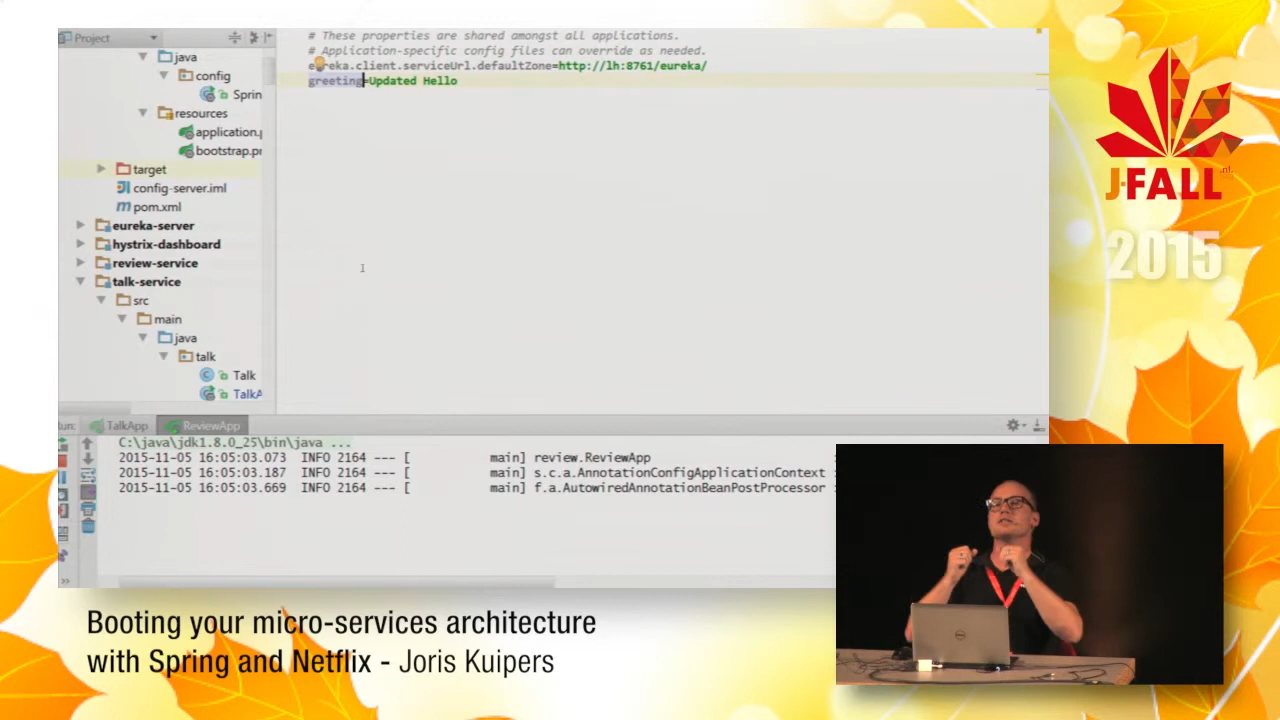 Project
java
config
Sprin
resources
application.p
bootstrap.pr
target
config-server.iml
pom.xml
eureka-server
hystrix-dashboard
review-service
talk-service
src
main
java
talk
Talk
TalkA
# These properties are shared amongst all applications.
# Application-specific config files can override as needed.
eureka.client.serviceUrl.defaultZone=http://lh:8761/eureka/
greeting=Updated Hello
un: TalkApp ReviewApp
C:\java\jdk1.8.0_25\bin\java ...
2015-11-05 16:05:03.073 INFO 2164 --- [ main] review.ReviewApp :
2015-11-05 16:05:03.187 INFO 2164 --- [ main] s.c.a.AnnotationConfigApplicationContext :
2015-11-05 16:05:03.669 INFO 2164 --- [ main] f.a.AutowiredAnnotationBeanPostProcessor :
J-FALL .nl
2015
Booting your micro-services architecture
with Spring and Netflix - Joris Kuipers
DELL